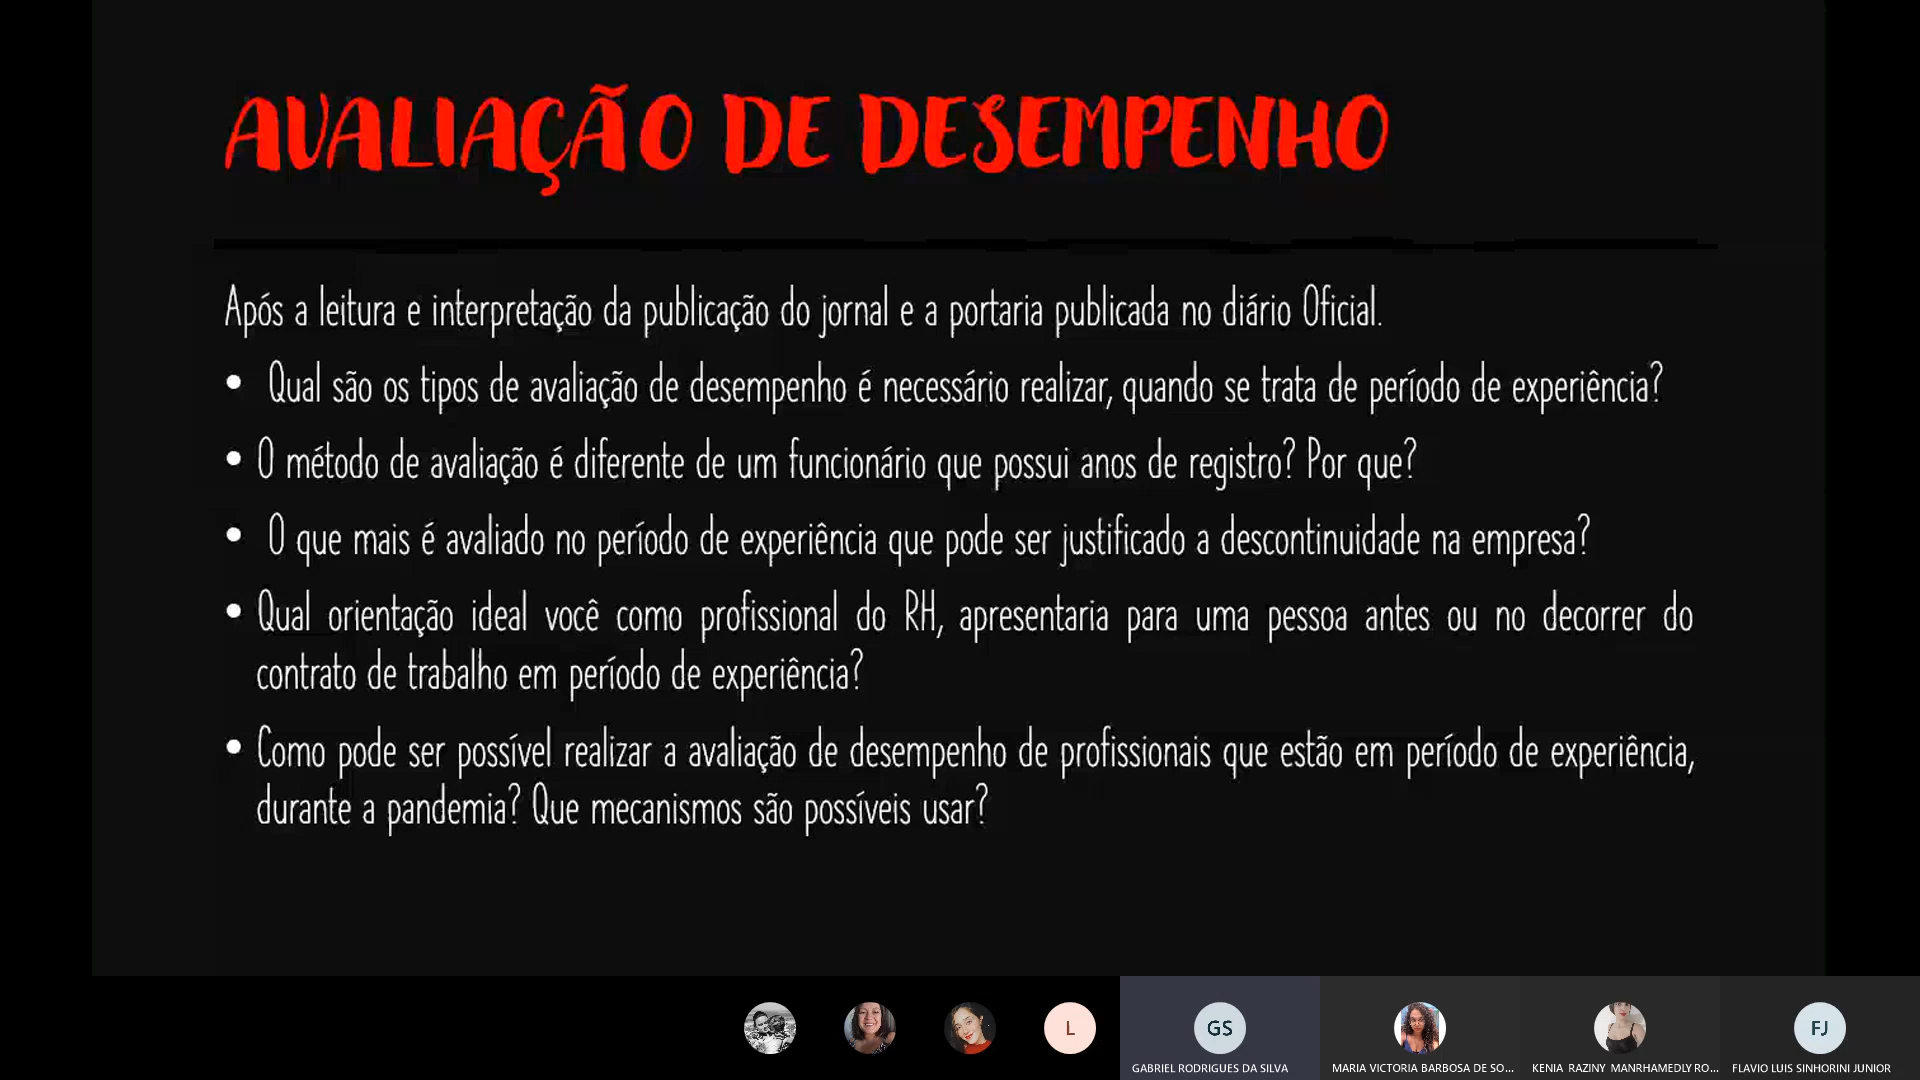 AVALIAÇÃO DE DESEMPENHO
Após a leitura e interpretação da publicação do jornal e a portaria publicada no diário Oficial.
• Qual são os tipos de avaliação de desempenho é necessário realizar, quando se trata de período de experiência?
• O método de avaliação é diferente de um funcionário que possui anos de registro? Por que?
• O que mais é avaliado no período de experiência que pode ser justificado a descontinuidade na empresa?
• Qual orientação ideal você como profissional do RH, apresentaria para uma pessoa antes ou no decorrer do
contrato de trabalho em período de experiência?
• Como pode ser possível realizar a avaliação de desempenho de profissionais que estão em período de experiência,
durante a pandemia? Que mecanismos são possíveis usar?
L
GS
FJ
GABRIEL RODRIGUES DA SILVA
MARIA VICTORIA BARBOSA DE SO...
KENIA RAZINY MANRHAMEDLY RO...
FLAVIO LUIS SINHORINI JUNIOR